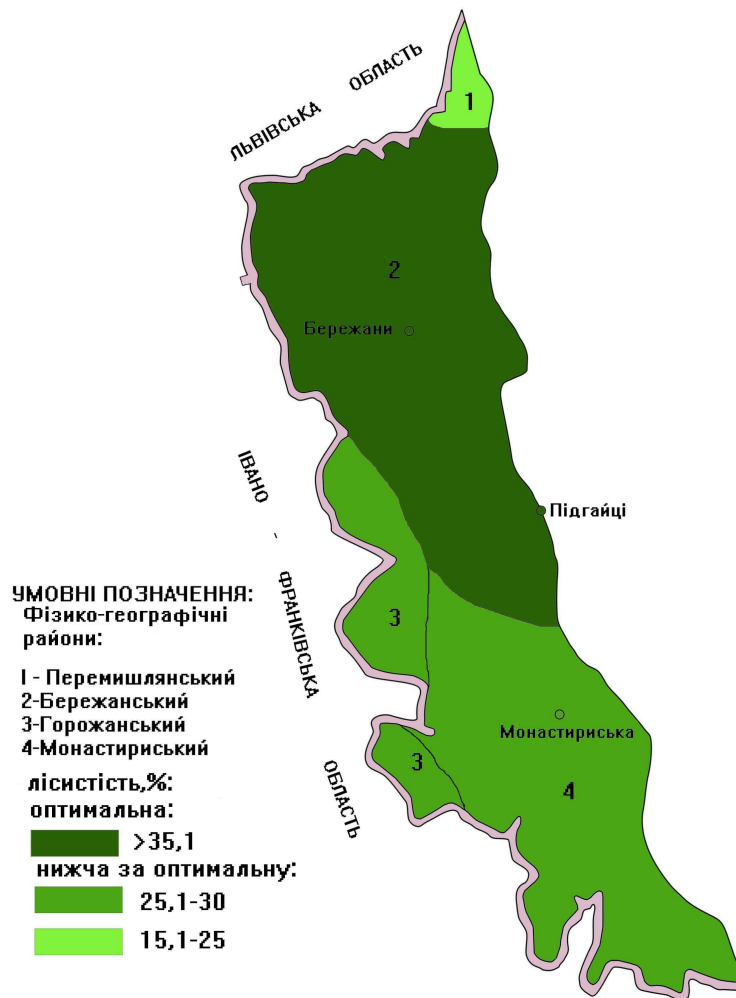 ЛЬВІВСЬКА ОБЛАСТЬ
1
2
Бережани
ІВАНО - ФРАНКІВСЬКА ОБЛАСТЬ
Підгайці
3
Монастириська
3
4
УМОВНІ ПОЗНАЧЕННЯ:
Фізико-географічні
райони:
І - Перемишлянський
2-Бережанський
3-Горожанський
4-Монастириський
лісистість,%:
оптимальна:
>35,1
нижча за оптимальну:
25,1-30
15,1-25